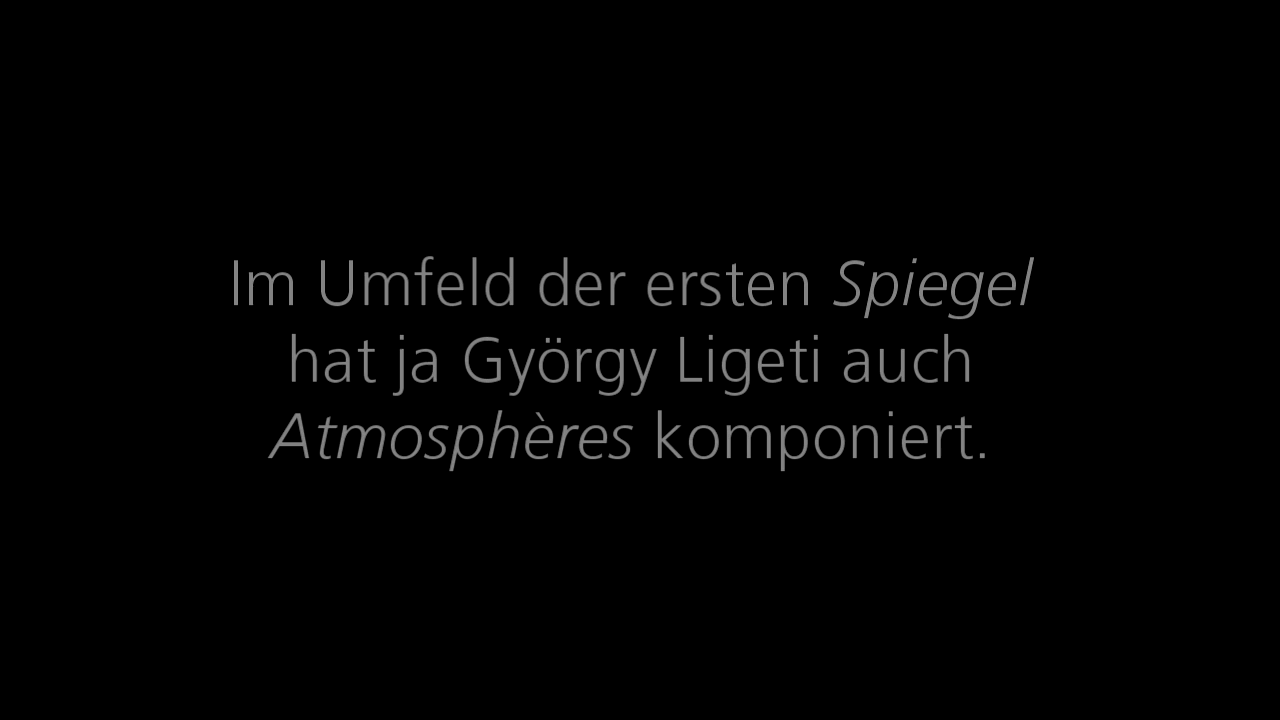 Im Umfeld der ersten Spiegel
hat ja György Ligeti auch
Atmosphères komponiert.